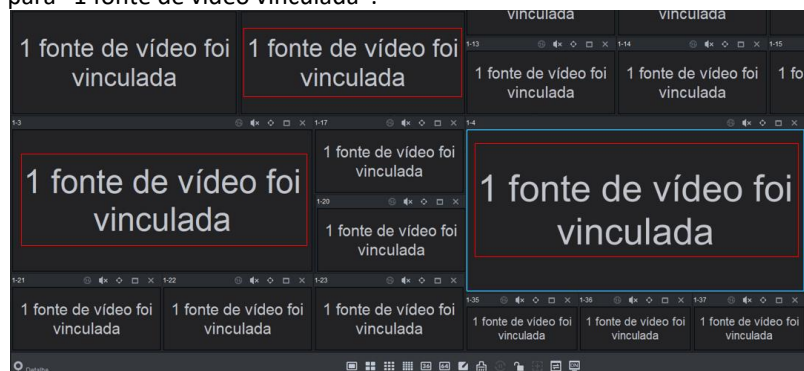 para "1 fonte de vídeo vinculada".
vinculada
vinculada
1 fonte de vídeo foi
vinculada
1 fonte de vídeo foi
vinculada
1-13
1-14
1-15
1 fonte de vídeo foi
vinculada
1 fonte de vídeo foi
vinculada
1 fo
1-3
1-17
1-4
1 fonte de vídeo foi
vinculada
1 fonte de vídeo foi
vinculada
1-20
1 fonte de vídeo foi
vinculada
1 fonte de vídeo foi
vinculada
1-21
1-22
1-23
1 fonte de vídeo foi
vinculada
1 fonte de vídeo foi
vinculada
1 fonte de vídeo foi
vinculada
1-35
1-36
1-37
1 fonte de vídeo foi
vinculada
1 fonte de vídeo foi
vinculada
1 fonte de vídeo foi
vinculada
Detalhe
36
64